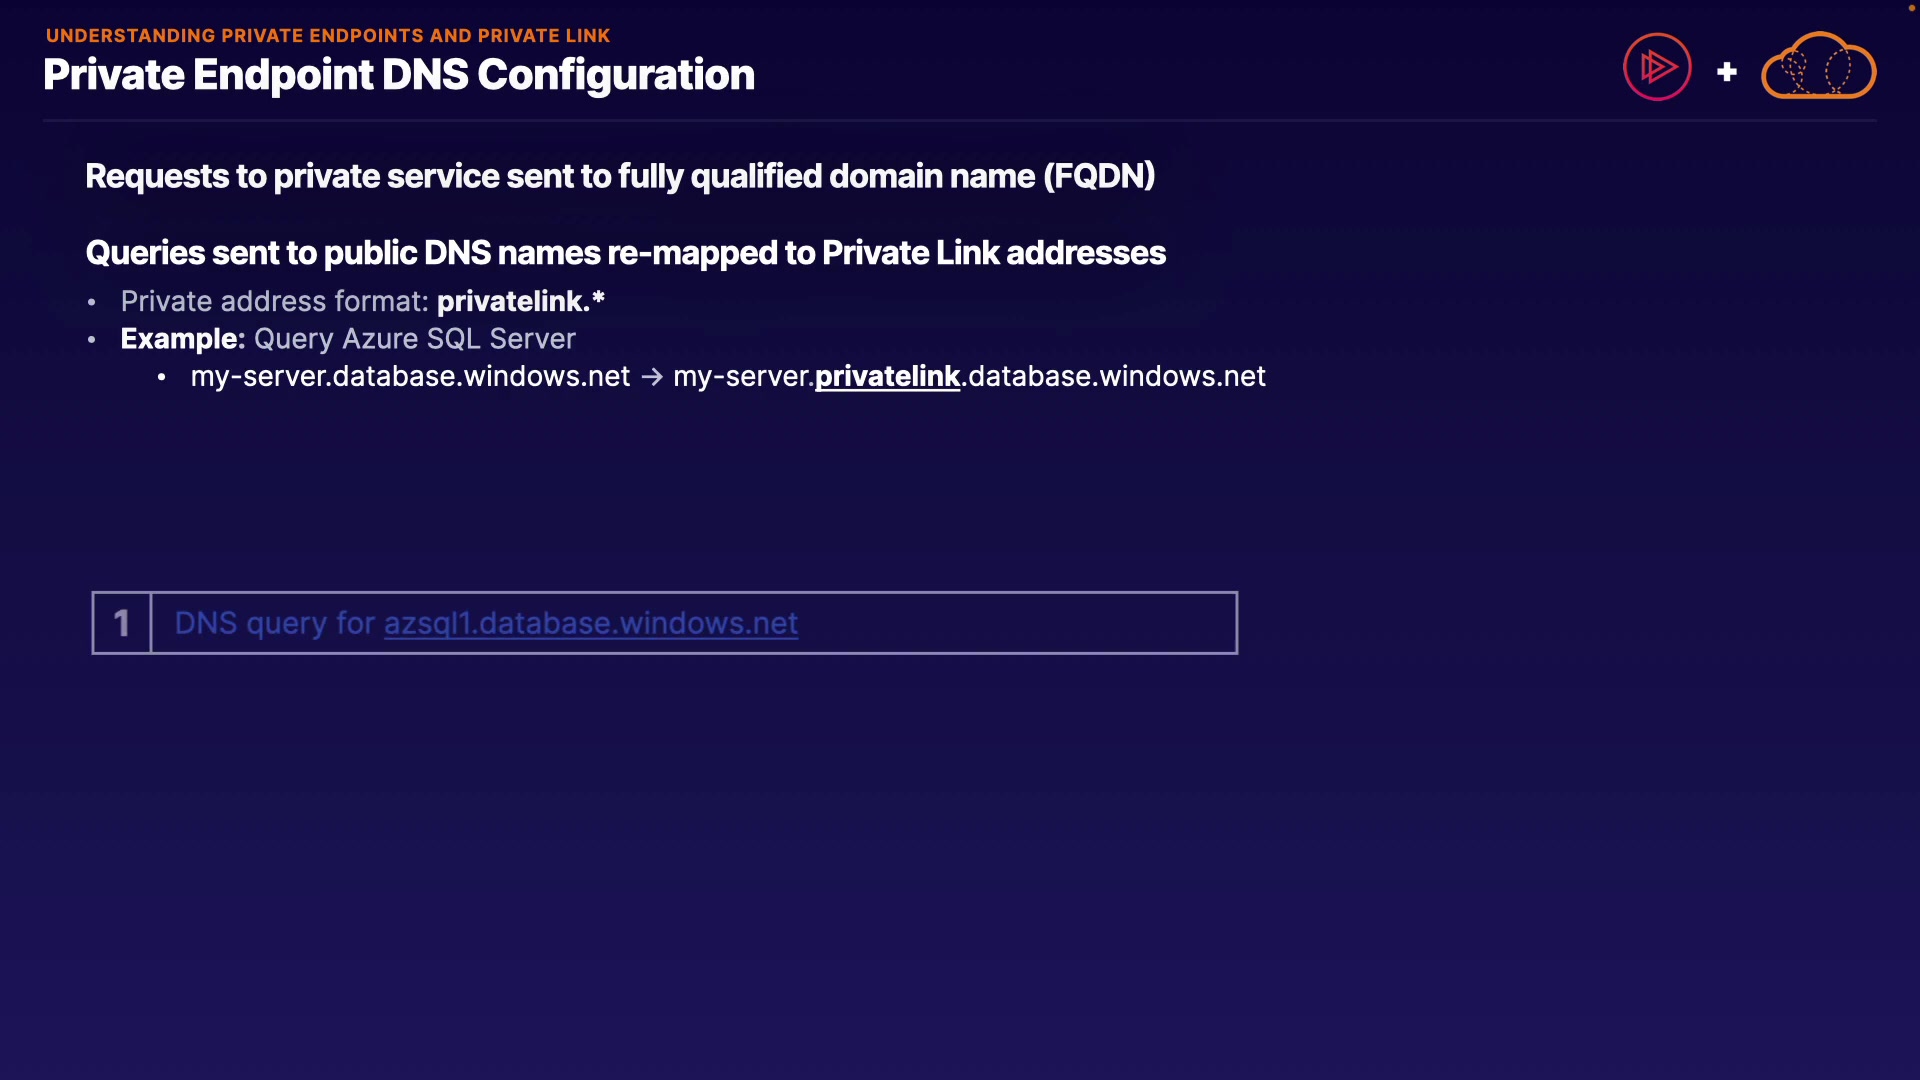 UNDERSTANDING PRIVATE ENDPOINTS AND PRIVATE LINK
Private Endpoint DNS Configuration
+
Requests to private service sent to fully qualified domain name (FQDN)
Queries sent to public DNS names re-mapped to Private Link addresses
• Private address format: privatelink.*
• Example: Query Azure SQL Server
• my-server.database.windows.net → my-server.privatelink.database.windows.net
1 DNS query for azsql1.database.windows.net